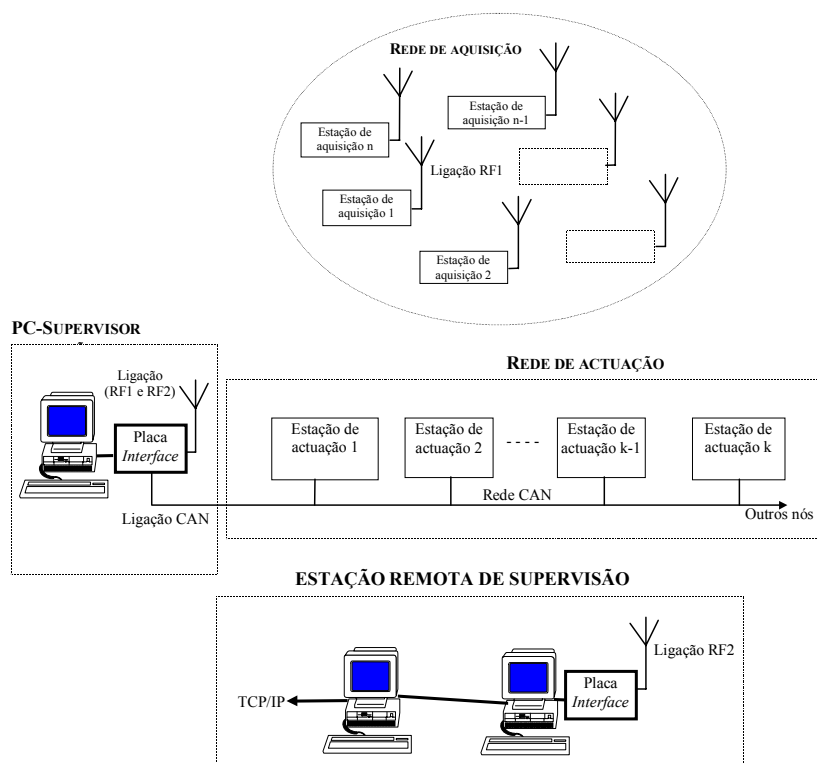 REDE DE AQUISIÇÃO
Estação de
aquisição n
Estação de
aquisição n-1
Ligação RF1
Estação de
aquisição 1
Estação de
aquisição 2
PC-SUPERVISOR
Ligação
(RF1 e RF2)
Placa
Interface
Ligação CAN
REDE DE ACTUAÇÃO
Estação de
actuação 1
Estação de
actuação 2
- - - -
Estação de
actuação k-1
Estação de
actuação k
Rede CAN
Outros nós
ESTAÇÃO REMOTA DE SUPERVISÃO
TCP/IP
Placa
Interface
Ligação RF2